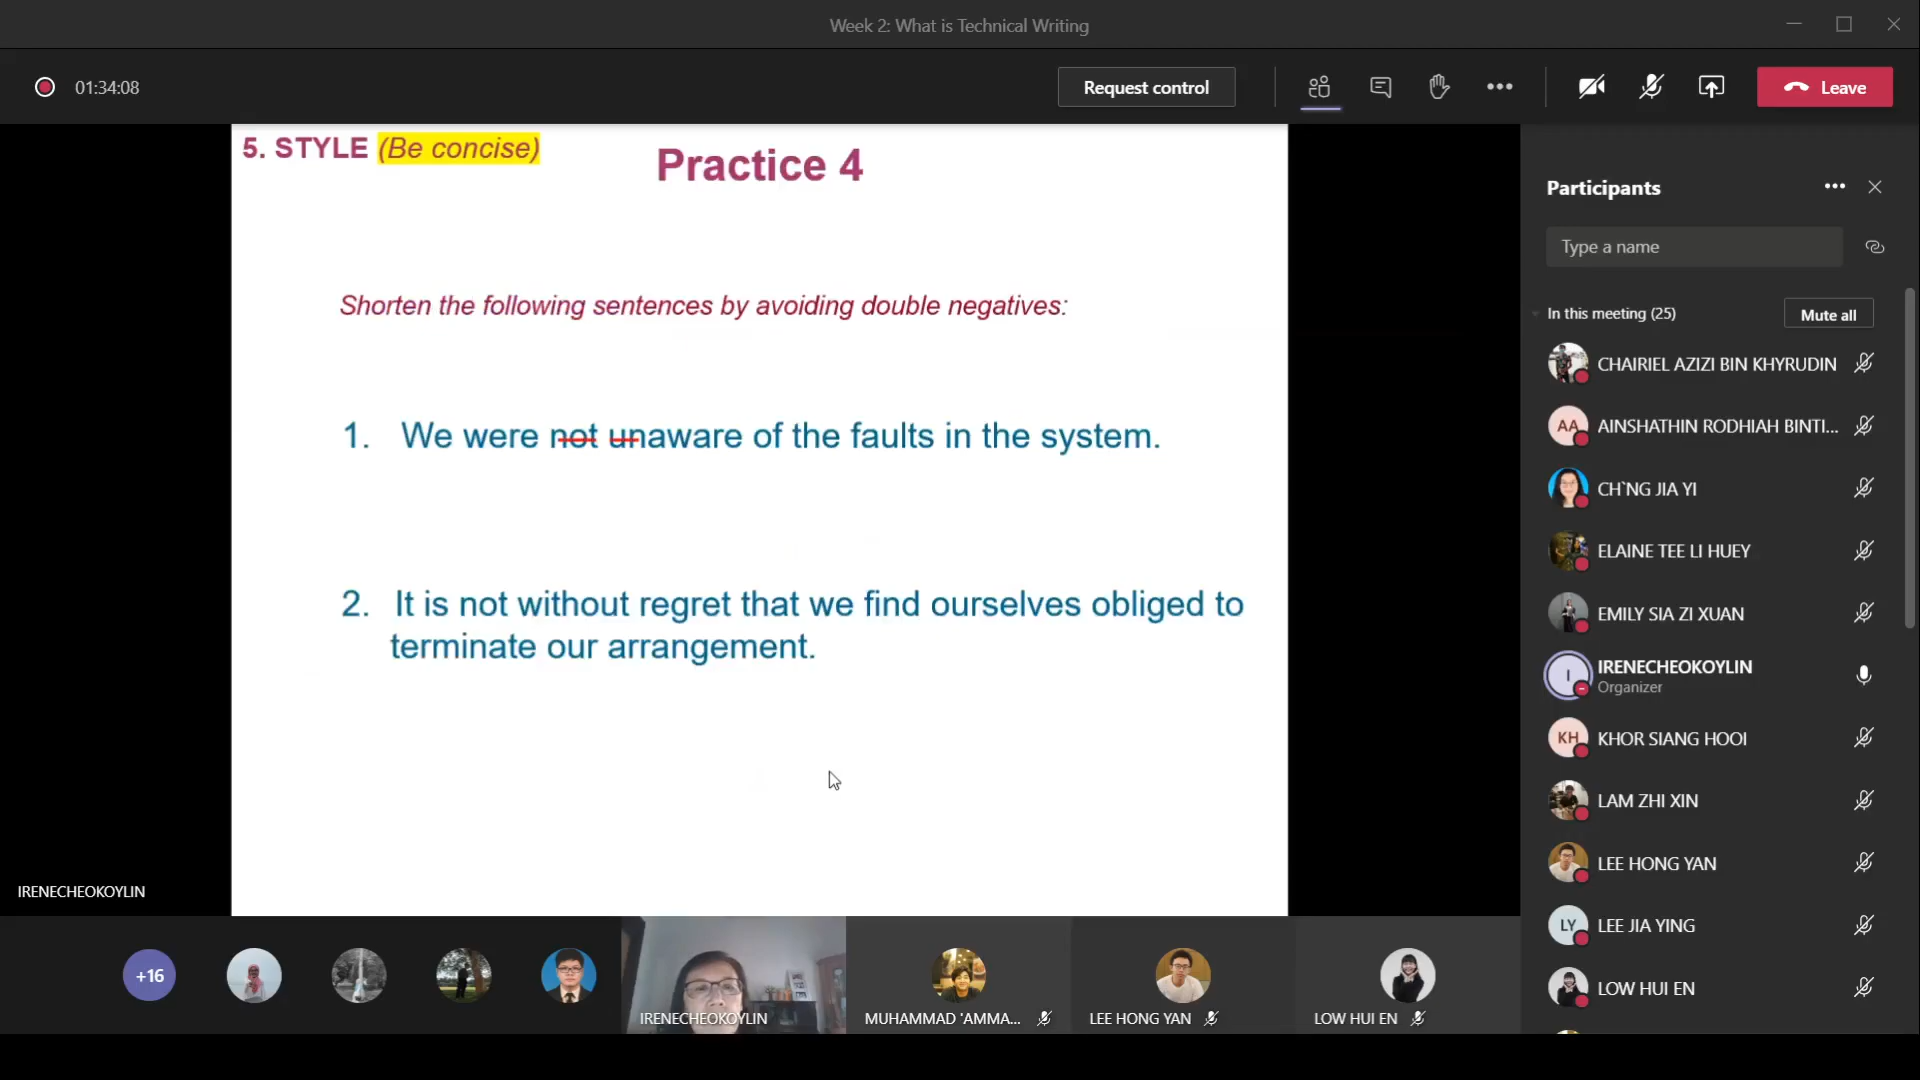 Week 2: What is Technical Writing
01:34:08
Request control
Leave
5. STYLE (Be concise)
Practice 4
Shorten the following sentences by avoiding double negatives:
1. We were not unaware of the faults in the system.
2. It is not without regret that we find ourselves obliged to
terminate our arrangement.
IRENECHEOKOYLIN
Participants
Type a name
In this meeting (25)
Mute all
CHAIRIEL AZIZI BIN KHYRUDIN
AA
AINSHATHIN RODHIAH BINTI...
CH`NG JIA YI
ELAINE TEE LI HUEY
EMILY SIA ZI XUAN
I
IRENECHEOKOYLIN
Organizer
KH
KHOR SIANG HOOI
LAM ZHI XIN
LEE HONG YAN
LY
LEE JIA YING
LOW HUI EN
+16
IRENECHEOKOYLIN
MUHAMMAD 'AMMA...
LEE HONG YAN
LOW HUI EN